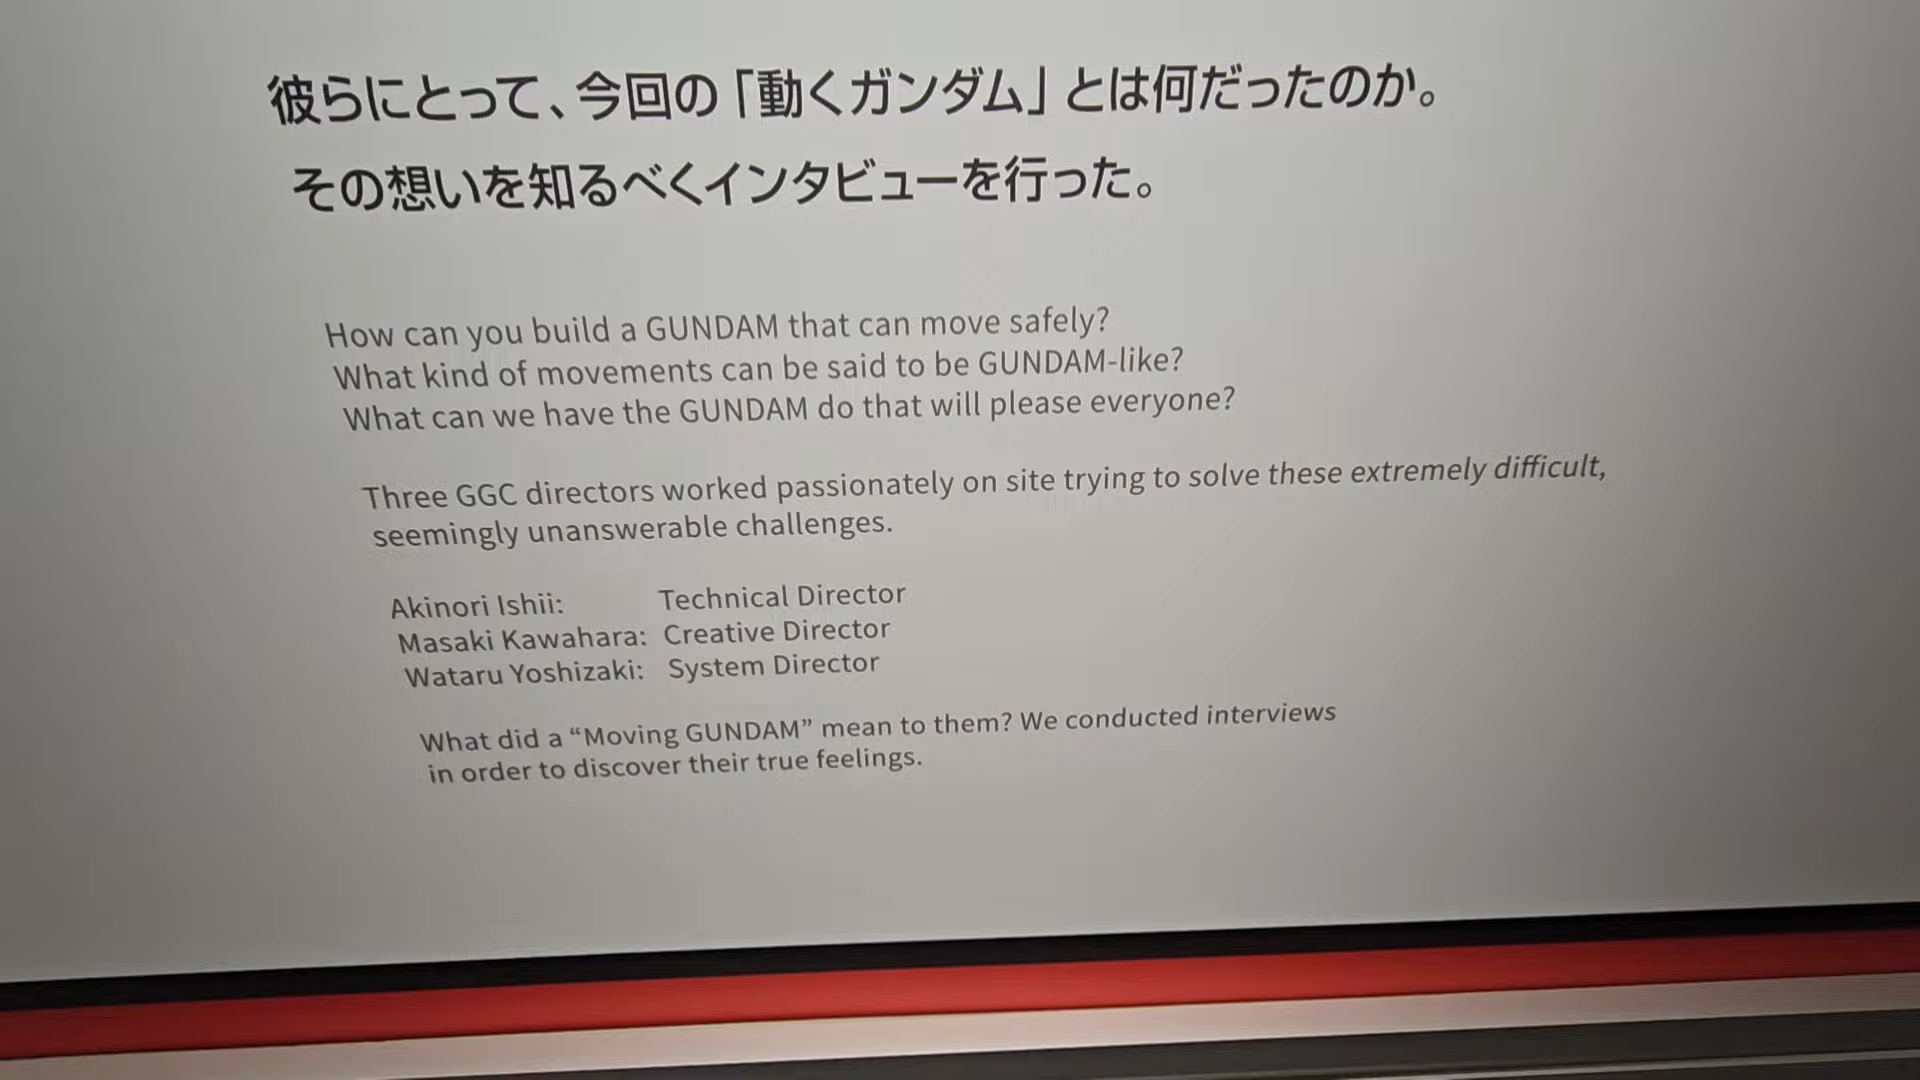 彼らにとって、今回の「動くガンダム」とは何だったのか。
その想いを知るべくインタビューを行った。
How can you build a GUNDAM that can move safely?
What kind of movements can be said to be GUNDAM-like?
What can we have the GUNDAM do that will please everyone?
Three GGC directors worked passionately on site trying to solve these extremely difficult,
seemingly unanswerable challenges.
Akinori Ishii: Technical Director
Masaki Kawahara: Creative Director
Wataru Yoshizaki: System Director
What did a “Moving GUNDAM” mean to them? We conducted interviews
in order to discover their true feelings.